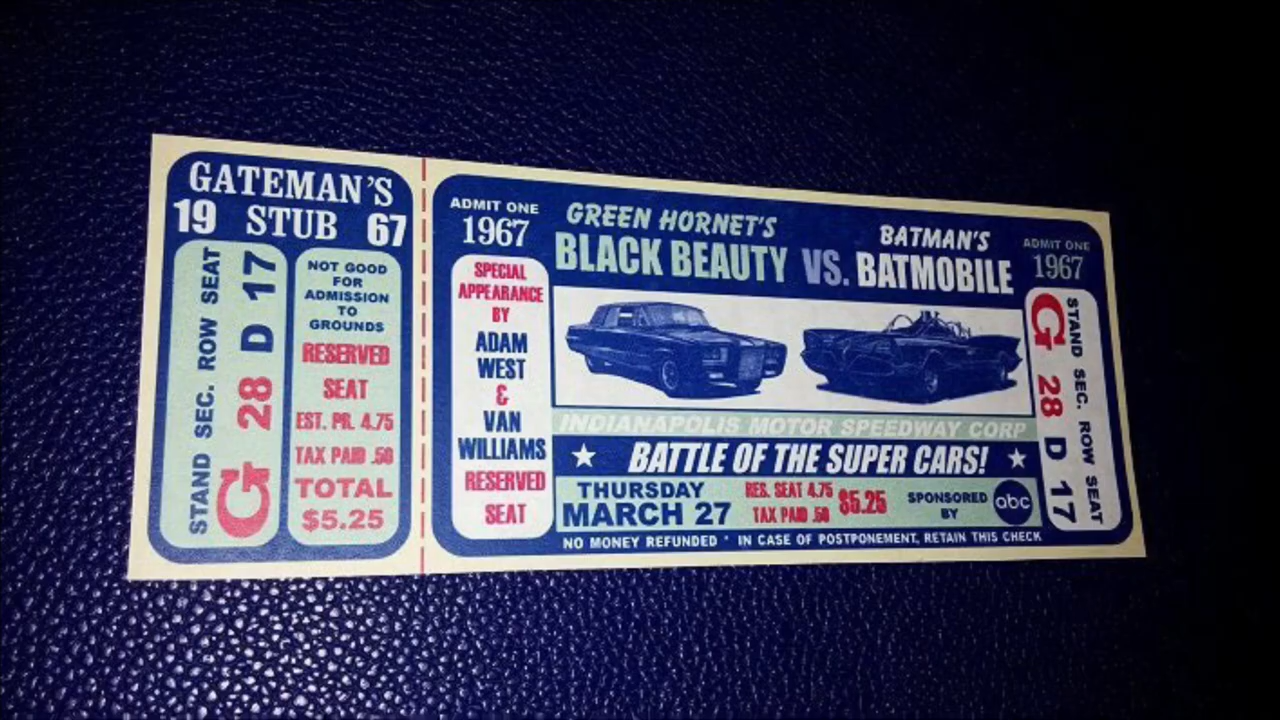 GATEMAN'S
19 STUB 67
STAND SEC. ROW SEAT
G 28 D 17
NOT GOOD
FOR
ADMISSION
TO
GROUNDS
RESERVED
SEAT
EST. PR. 4.75
TAX PAID .50
TOTAL
$5.25
ADMIT ONE
1967
SPECIAL
APPEARANCE
BY
ADAM
WEST
&
VAN
WILLIAMS
RESERVED
SEAT
GREEN HORNET'S
BLACK BEAUTY VS.
BATMAN'S
BATMOBILE
INDIANAPOLIS MOTOR SPEEDWAY CORP
BATTLE OF THE SUPER CARS!
THURSDAY
MARCH 27
RES. SEAT 4.75
TAX PAID .50
$5.25
SPONSORED
BY
abc
NO MONEY REFUNDED * IN CASE OF POSTPONEMENT, RETAIN THIS CHECK
ADMIT ONE
1967
G 28 D 17
STAND SEC. ROW SEAT